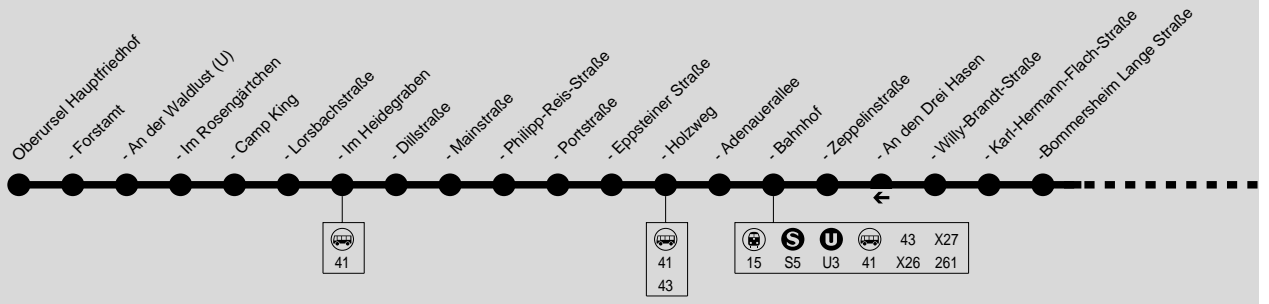 Oberursel Hauptfriedhof
- Forstamt
- An der Waldlust (U)
- Im Rosengärtchen
- Camp King
- Lorsbachstraße
- Im Heidegraben
- Dillstraße
- Mainstraße
- Philipp-Reis-Straße
- Portstraße
- Eppsteiner Straße
- Holzweg
- Adenauerallee
- Bahnhof
- Zeppelinstraße
- An den Drei Hasen
- Willy-Brandt-Straße
- Karl-Hermann-Flach-Straße
-Bommersheim Lange Straße
41
41
43
S U 43 X27
15 S5 U3 41 X26 261